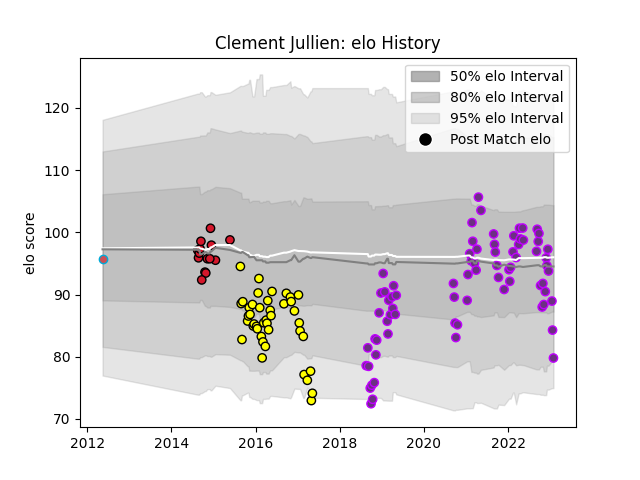 Clement Jullien: elo History
50% elo Interval
80% elo Interval
95% elo Interval
Post Match elo
elo score
120
110
100
90
80
70
2012 2014 2016 2018 2020 2022